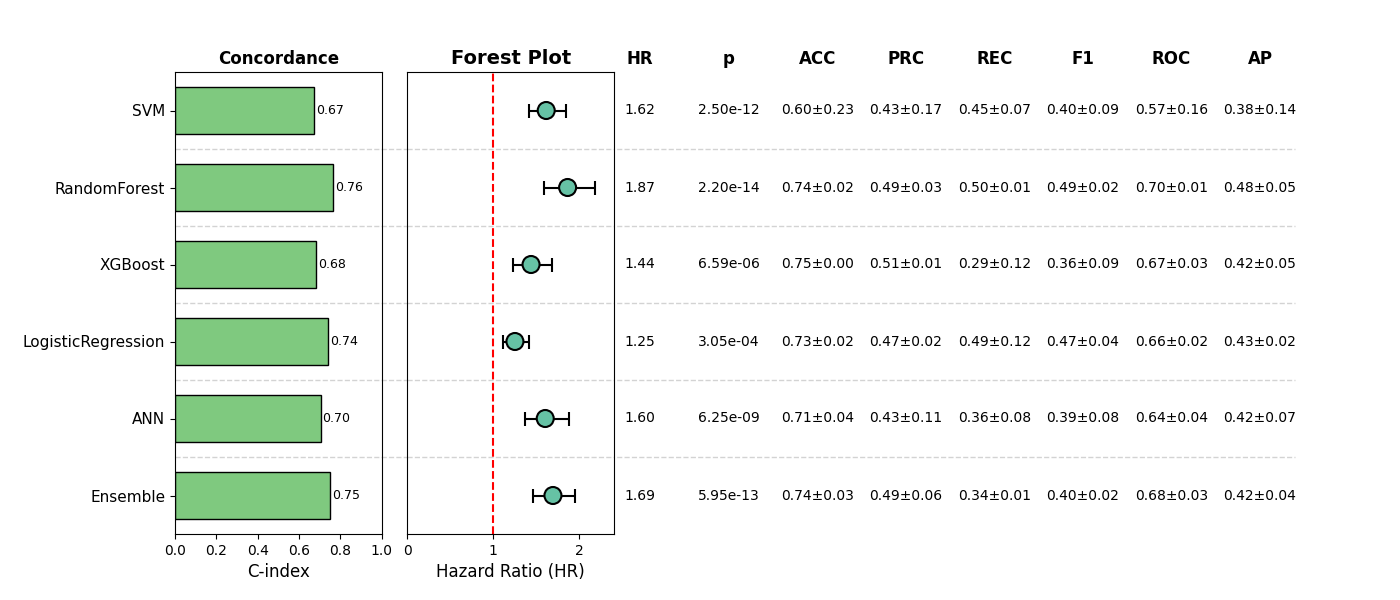 Concordance Forest Plot HR p ACC PRC REC F1 ROC AP
SVM 0.67 1.62 2.50e-12 0.60±0.23 0.43±0.17 0.45±0.07 0.40±0.09 0.57±0.16 0.38±0.14
RandomForest 0.76 1.87 2.20e-14 0.74±0.02 0.49±0.03 0.50±0.01 0.49±0.02 0.70±0.01 0.48±0.05
XGBoost 0.68 1.44 6.59e-06 0.75±0.00 0.51±0.01 0.29±0.12 0.36±0.09 0.67±0.03 0.42±0.05
LogisticRegression 0.74 1.25 3.05e-04 0.73±0.02 0.47±0.02 0.49±0.12 0.47±0.04 0.66±0.02 0.43±0.02
ANN 0.70 1.60 6.25e-09 0.71±0.04 0.43±0.11 0.36±0.08 0.39±0.08 0.64±0.04 0.42±0.07
Ensemble 0.75 1.69 5.95e-13 0.74±0.03 0.49±0.06 0.34±0.01 0.40±0.02 0.68±0.03 0.42±0.04
0.0 0.2 0.4 0.6 0.8 1.0 0 1 2
C-index Hazard Ratio (HR)